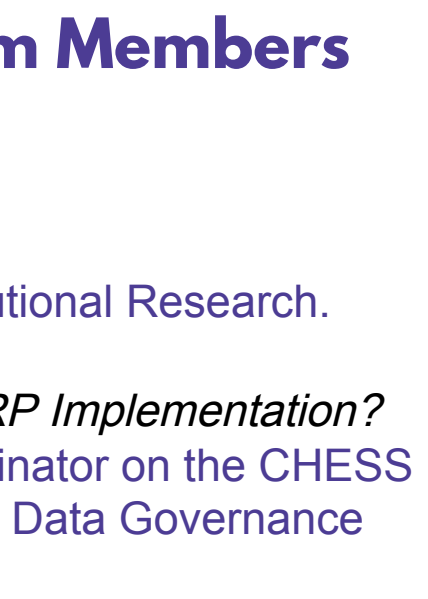 m Members
utional Research.
RP Implementation?
inator on the CHESS
Data Governance